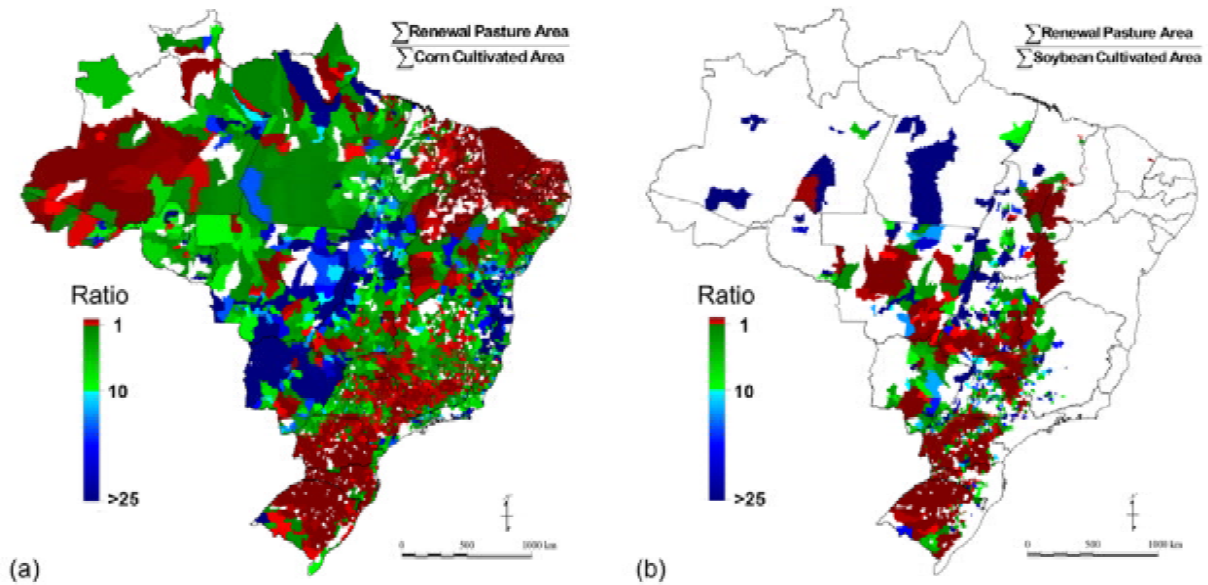 ∑Renewal Pasture Area
∑Corn Cultivated Area
Ratio
1
10
>25
0 500 1000 km
(a)
∑Renewal Pasture Area
∑Soybean Cultivated Area
Ratio
1
10
>25
0 500 1000 km
(b)